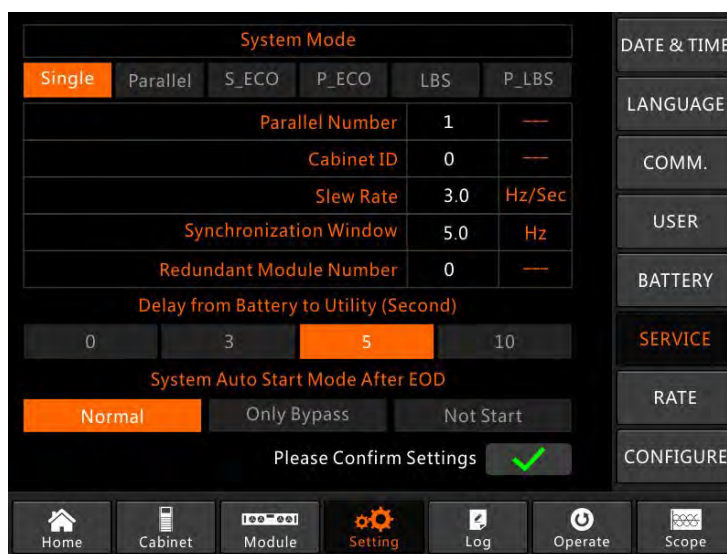 System Mode
Single Parallel S_ECO P_ECO LBS P_LBS
Parallel Number 1 ---
Cabinet ID 0 ---
Slew Rate 3.0 Hz/Sec
Synchronization Window 5.0 Hz
Redundant Module Number 0 ---
Delay from Battery to Utility (Second)
0 3 5 10
System Auto Start Mode After EOD
Normal Only Bypass Not Start
Please Confirm Settings
DATE & TIME
LANGUAGE
COMM.
USER
BATTERY
SERVICE
RATE
CONFIGURE
Home Cabinet Module Setting Log Operate Scope